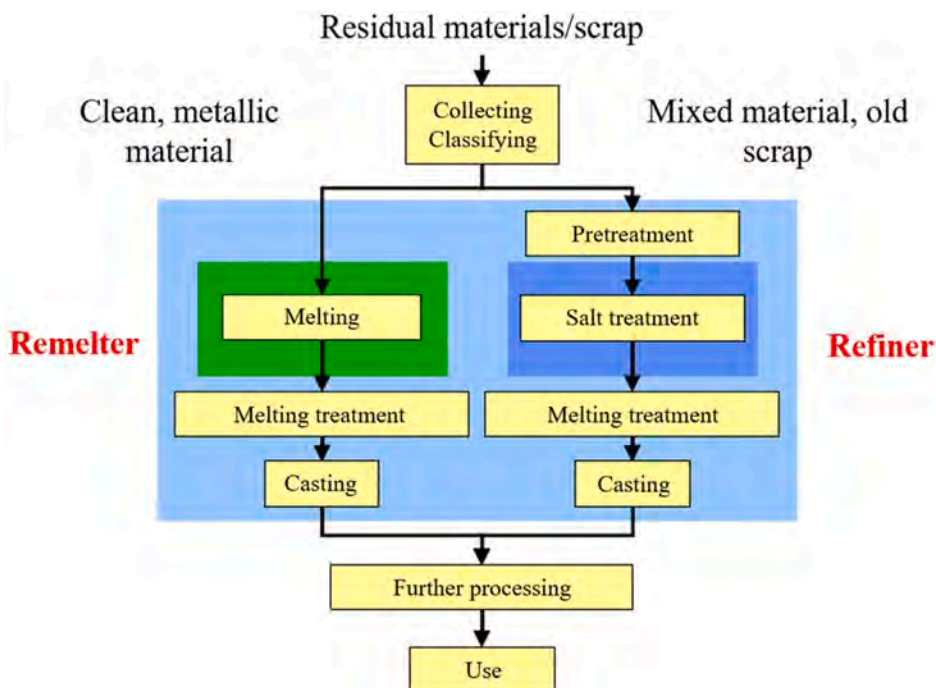 Residual materials/scrap
Clean, metallic
material
Collecting
Classifying
Mixed material, old
scrap
Pretreatment
Melting
Salt treatment
Remelter
Refiner
Melting treatment
Melting treatment
Casting
Casting
Further processing
Use